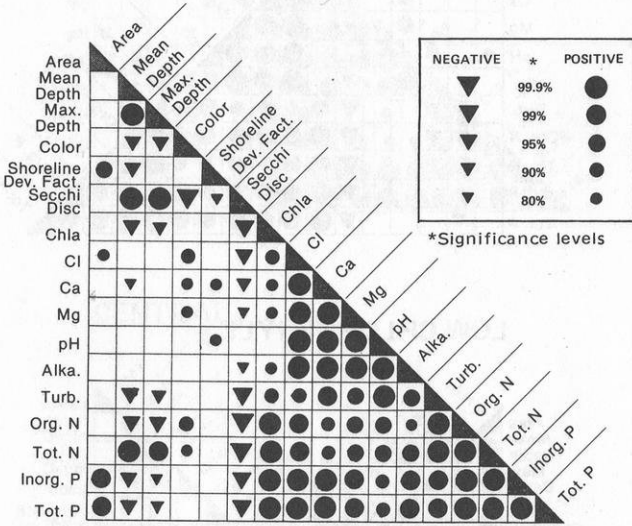 Area
Mean
Depth
Max.
Depth
Color
Shoreline
Dev. Fact.
Secchi
Disc
Chla
Cl
Ca
Mg
pH
Alka.
Turb.
Org. N
Tot. N
Inorg. P
Tot. P
Area
Mean
Depth
Max.
Depth
Color
Shoreline
Dev. Fact.
Secchi
Chla
Cl
Ca
Mg
pH
Alka.
Turb.
Org. N
Tot. N
Inorg. P
Tot. P
NEGATIVE * POSITIVE
99.9%
99%
95%
90%
80%
*Significance levels